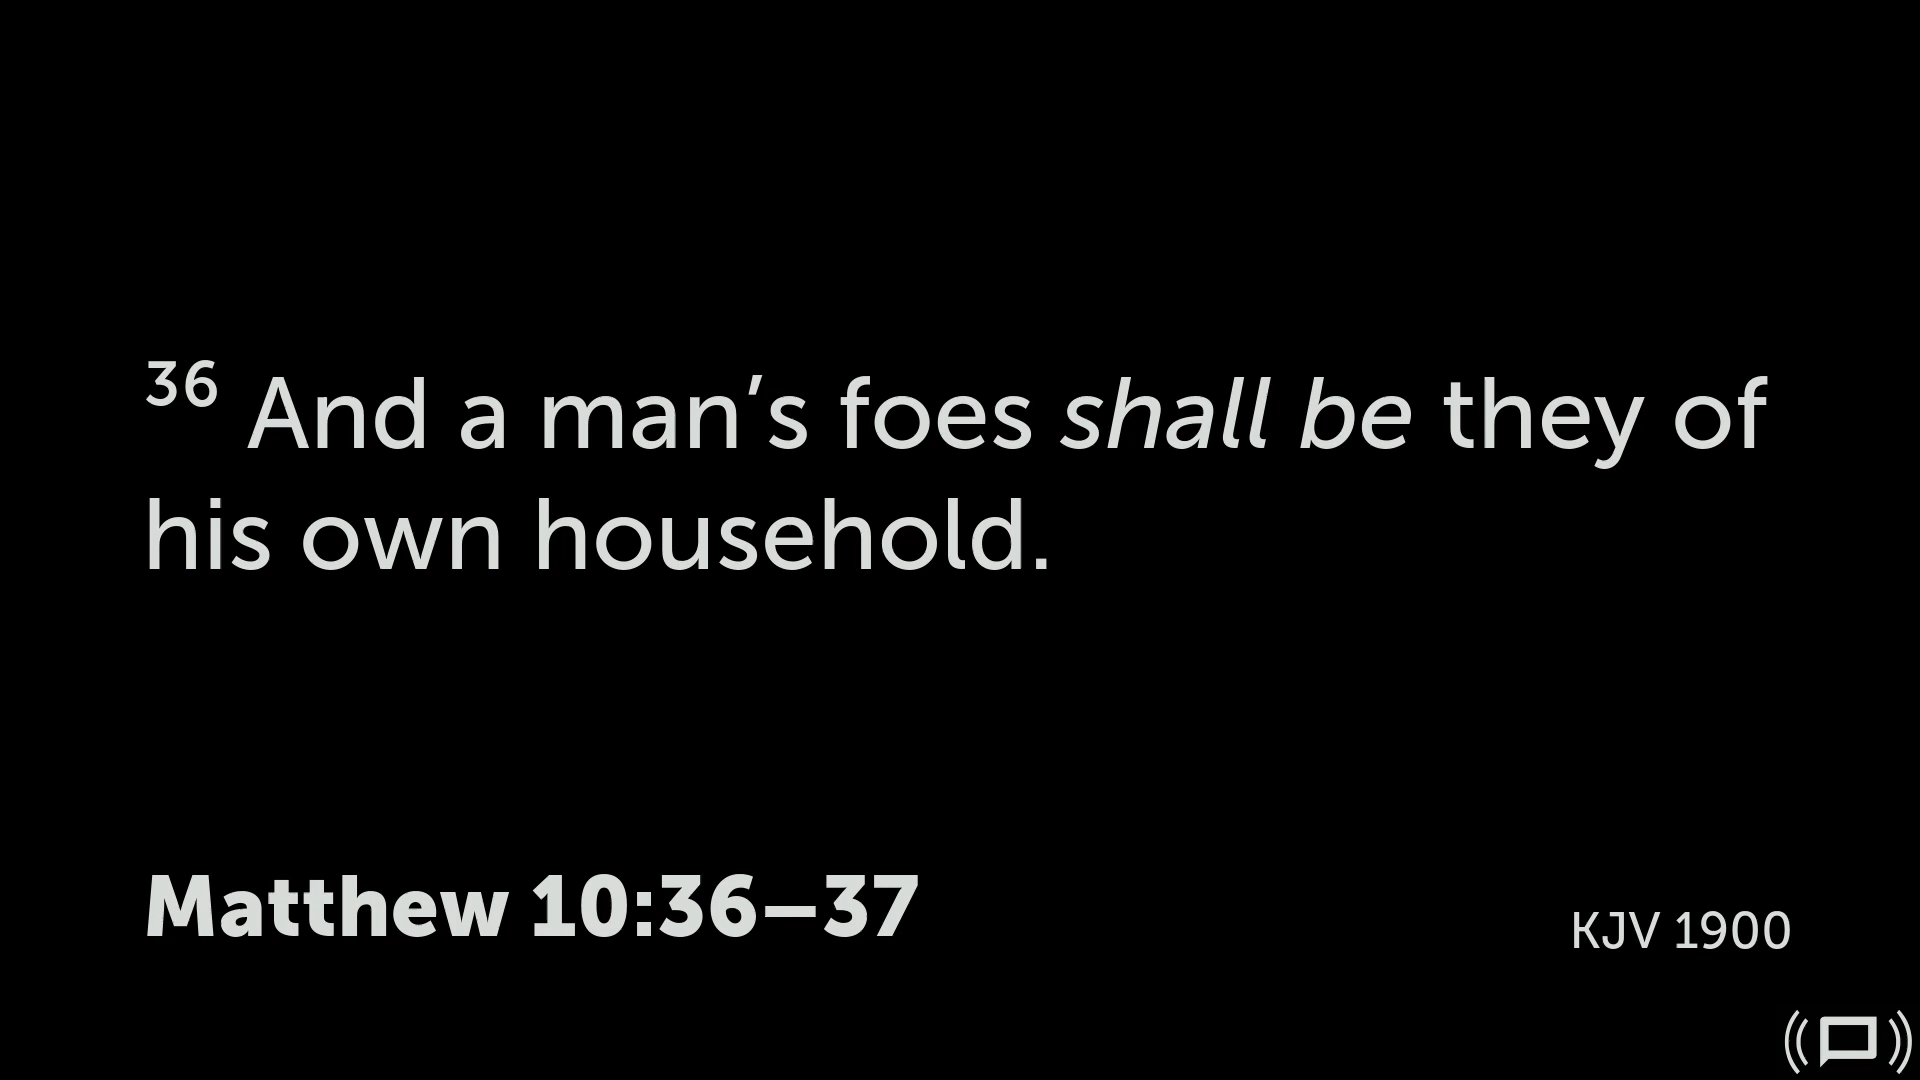 36 And a man's foes shall be they of
his own household.
Matthew 10:36–37
KJV 1900